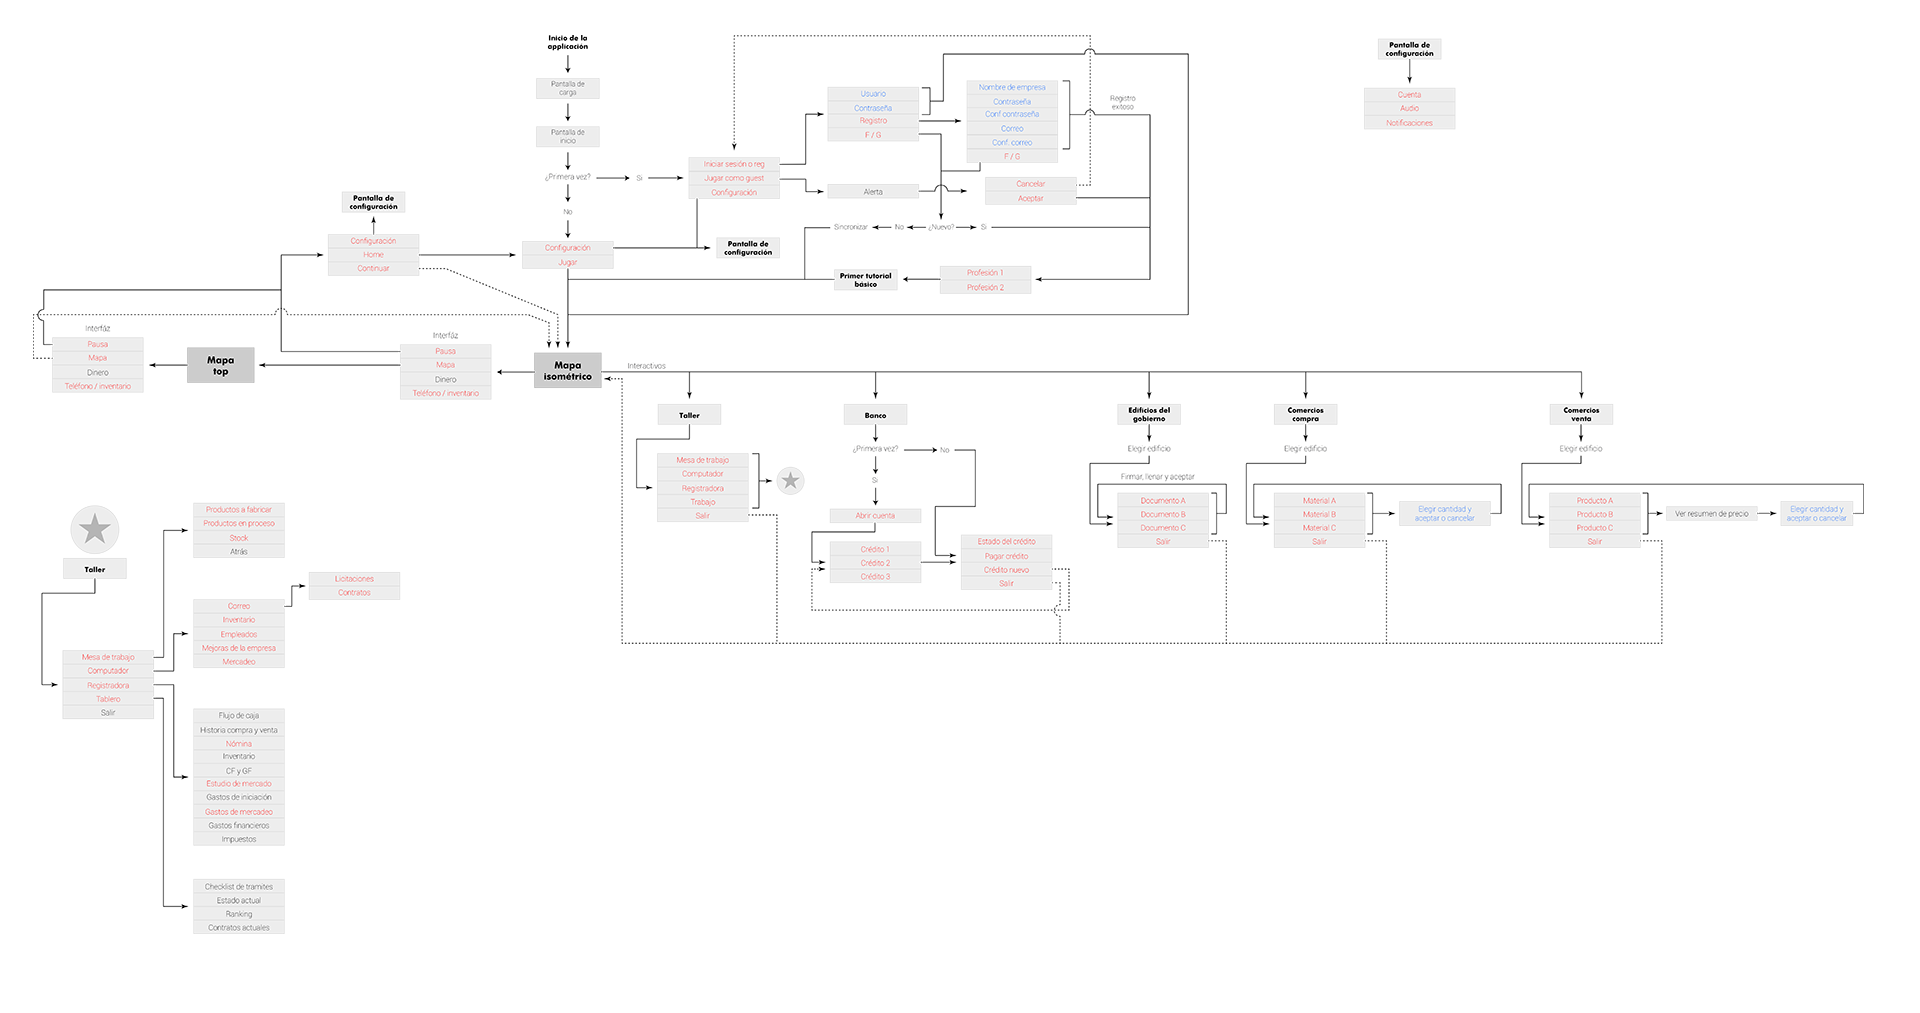 Inicio de la
applicación
Pantalla de
carga
Pantalla de
inicio
¿Primera vez?
Si
No
Configuración
Jugar
Pantalla de
configuración
Iniciar sesión o reg
Jugar como guest
Configuración
Usuario
Contraseña
Registro
F / G
Nombre de empresa
Contraseña
Conf contraseña
Correo
Conf. correo
F / G
Registro
exitoso
Alerta
Cancelar
Aceptar
Sincronizar
No
¿Nuevo?
Si
Primer tutorial
básico
Profesión 1
Profesión 2
Pantalla de
configuración
Cuenta
Audio
Notificaciones
Pantalla de
configuración
Configuración
Home
Continuar
Interfáz
Pausa
Mapa
Dinero
Teléfono / inventario
Mapa
top
Interfáz
Pausa
Mapa
Dinero
Teléfono / inventario
Mapa
isométrico
Interactivos
Taller
Mesa de trabajo
Computador
Registradora
Trabajo
Salir
Banco
¿Primera vez?
No
Si
Abrir cuenta
Crédito 1
Crédito 2
Crédito 3
Estado del crédito
Pagar crédito
Crédito nuevo
Salir
Edificios del
gobierno
Elegir edificio
Firmar, llenar y aceptar
Documento A
Documento B
Documento C
Salir
Comercios
compra
Elegir edificio
Material A
Material B
Material C
Salir
Elegir cantidad y
aceptar o cancelar
Comercios
venta
Elegir edificio
Producto A
Producto B
Producto C
Salir
Ver resumen de precio
Elegir cantidad y
aceptar o cancelar
Taller
Mesa de trabajo
Computador
Registradora
Tablero
Salir
Productos a fabricar
Productos en proceso
Stock
Atrás
Correo
Inventario
Empleados
Mejoras de la empresa
Mercadeo
Licitaciones
Contratos
Flujo de caja
Historia compra y venta
Nómina
Inventario
CF y GF
Estudio de mercado
Gastos de iniciación
Gastos de mercadeo
Gastos financieros
Impuestos
Checklist de tramites
Estado actual
Ranking
Contratos actuales